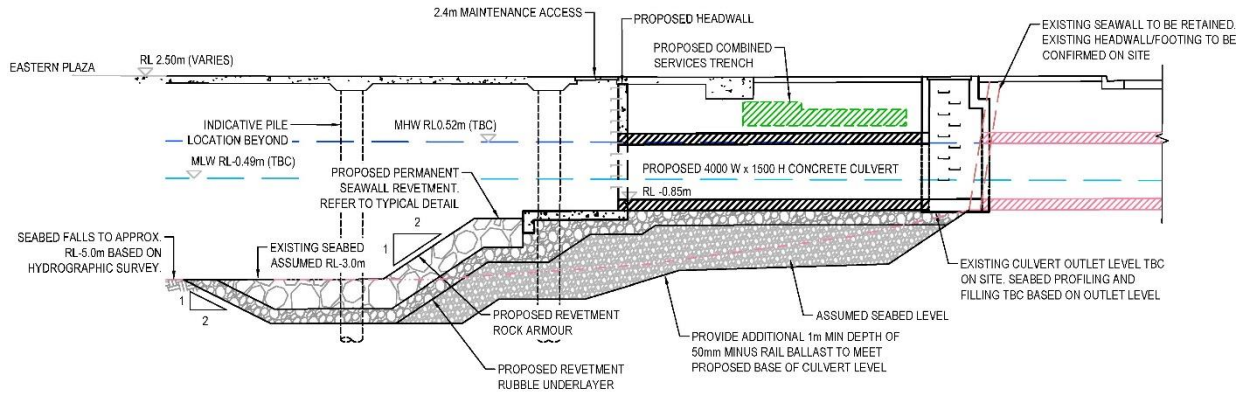 2.4m MAINTENANCE ACCESS
PROPOSED HEADWALL
PROPOSED COMBINED
SERVICES TRENCH
EXISTING SEAWALL TO BE RETAINED.
EXISTING HEADWALL/FOOTING TO BE
CONFIRMED ON SITE
EASTERN PLAZA
RL 2.50m (VARIES)
INDICATIVE PILE
LOCATION BEYOND
MHW RL0.52m (TBC)
MLW RL-0.49m (TBC)
PROPOSED PERMANENT
SEAWALL REVETMENT.
REFER TO TYPICAL DETAIL
PROPOSED 4000 W x 1500 H CONCRETE CULVERT
RL -0.85m
2
1
SEABED FALLS TO APPROX.
RL-5.0m BASED ON
HYDROGRAPHIC SURVEY.
EXISTING SEABED
ASSUMED RL-3.0m
1
2
PROPOSED REVETMENT
ROCK ARMOUR
PROPOSED REVETMENT
RUBBLE UNDERLAYER
EXISTING CULVERT OUTLET LEVEL TBC
ON SITE. SEABED PROFILING AND
FILLING TBC BASED ON OUTLET LEVEL
ASSUMED SEABED LEVEL
PROVIDE ADDITIONAL 1m MIN DEPTH OF
50mm MINUS RAIL BALLAST TO MEET
PROPOSED BASE OF CULVERT LEVEL